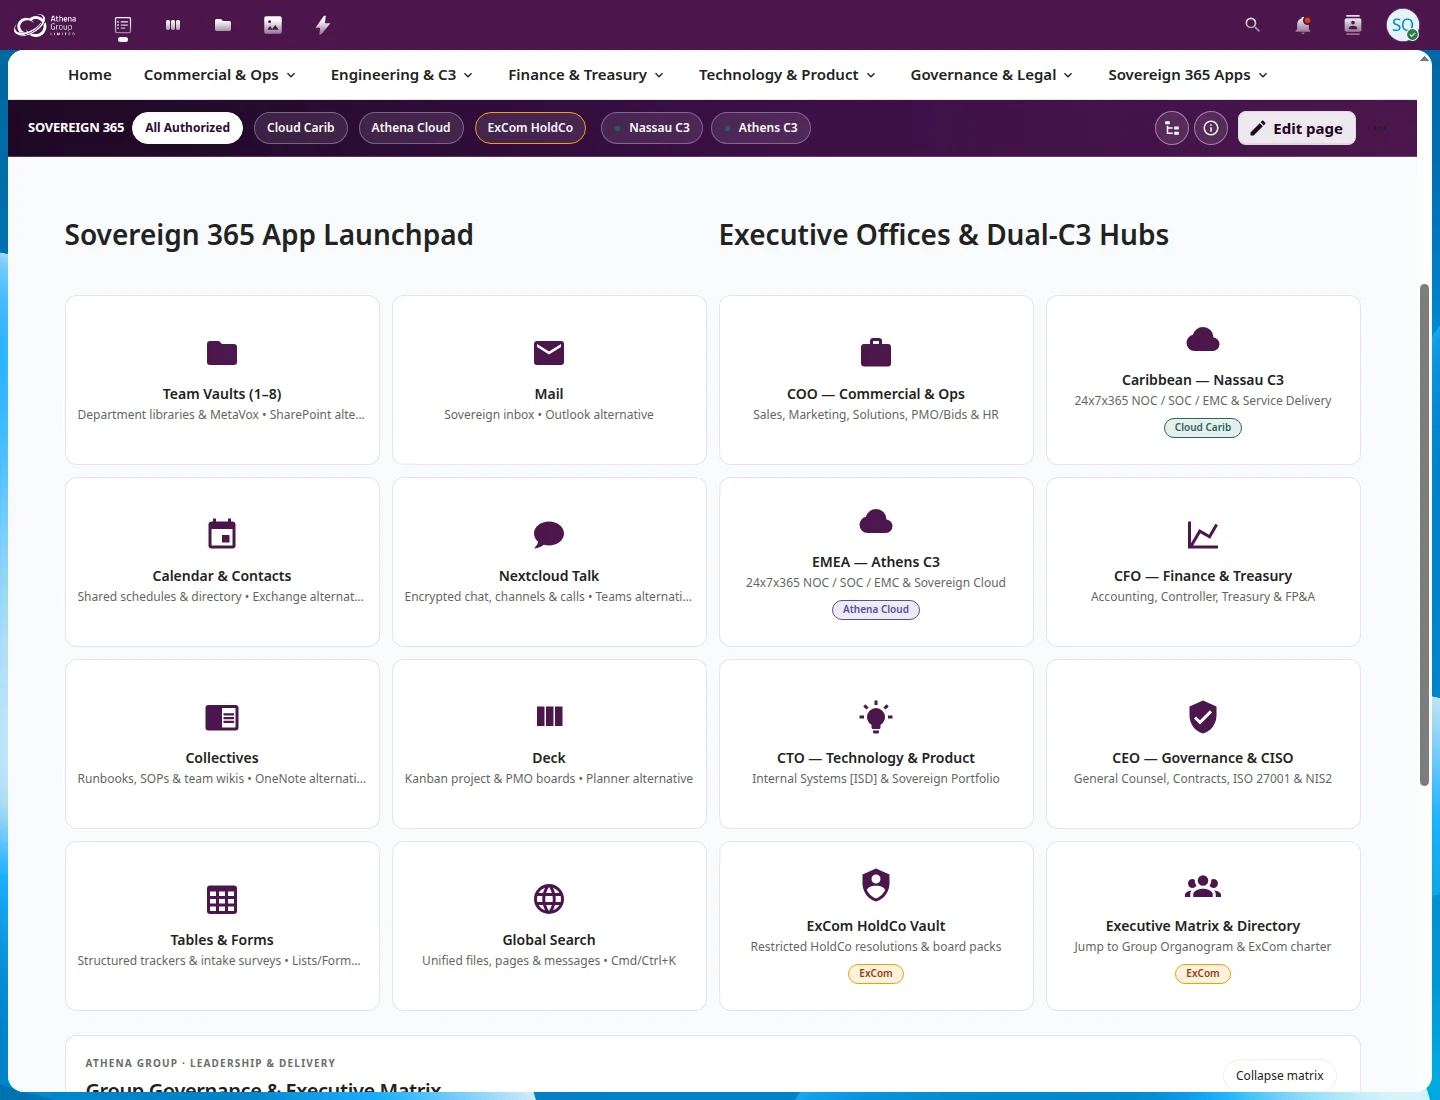 Athena
Group
LIMITED
SO
Home
Commercial & Ops
Engineering & C3
Finance & Treasury
Technology & Product
Governance & Legal
Sovereign 365 Apps
SOVEREIGN 365
All Authorized
Cloud Carib
Athena Cloud
ExCom HoldCo
Nassau C3
Athens C3
Edit page
Sovereign 365 App Launchpad
Executive Offices & Dual-C3 Hubs
Team Vaults (1–8)
Department libraries & MetaVox • SharePoint alte...
Mail
Sovereign inbox • Outlook alternative
COO — Commercial & Ops
Sales, Marketing, Solutions, PMO/Bids & HR
Caribbean — Nassau C3
24x7x365 NOC / SOC / EMC & Service Delivery
Cloud Carib
Calendar & Contacts
Shared schedules & directory • Exchange alternat...
Nextcloud Talk
Encrypted chat, channels & calls • Teams alternati...
EMEA — Athens C3
24x7x365 NOC / SOC / EMC & Sovereign Cloud
Athena Cloud
CFO — Finance & Treasury
Accounting, Controller, Treasury & FP&A
Collectives
Runbooks, SOPs & team wikis • OneNote alternati...
Deck
Kanban project & PMO boards • Planner alternative
CTO — Technology & Product
Internal Systems [ISD] & Sovereign Portfolio
CEO — Governance & CISO
General Counsel, Contracts, ISO 27001 & NIS2
Tables & Forms
Structured trackers & intake surveys • Lists/Form...
Global Search
Unified files, pages & messages • Cmd/Ctrl+K
ExCom HoldCo Vault
Restricted HoldCo resolutions & board packs
ExCom
Executive Matrix & Directory
Jump to Group Organogram & ExCom charter
ExCom
ATHENA GROUP · LEADERSHIP & DELIVERY
Group Governance & Executive Matrix
Collapse matrix